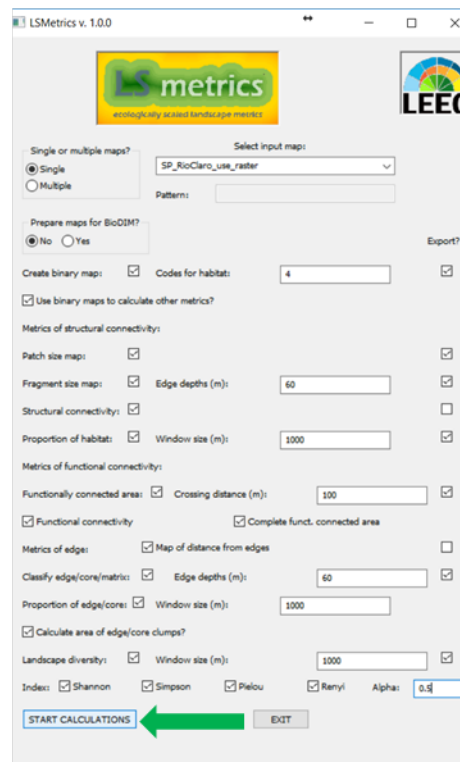 LSMetrics v. 1.0.0
LS metrics
ecologically scaled landscape metrics
LEEC
Single or multiple maps?
Select input map:
Single
SP_RioClaro_use_raster
Multiple
Pattern:
Prepare maps for BioDIM?
No Yes
Export?
Create binary map: Codes for habitat: 4
Use binary maps to calculate other metrics?
Metrics of structural connectivity:
Patch size map:
Fragment size map: Edge depths (m): 60
Structural connectivity:
Proportion of habitat: Window size (m): 1000
Metrics of functional connectivity:
Functionally connected area: Crossing distance (m): 100
Functional connectivity Complete funct. connected area
Metrics of edge: Map of distance from edges
Classify edge/core/matrix: Edge depths (m): 60
Proportion of edge/core: Window size (m): 1000
Calculate area of edge/core clumps?
Landscape diversity: Window size (m): 1000
Index: Shannon Simpson Pielou Renyi Alpha: 0.5
START CALCULATIONS EXIT